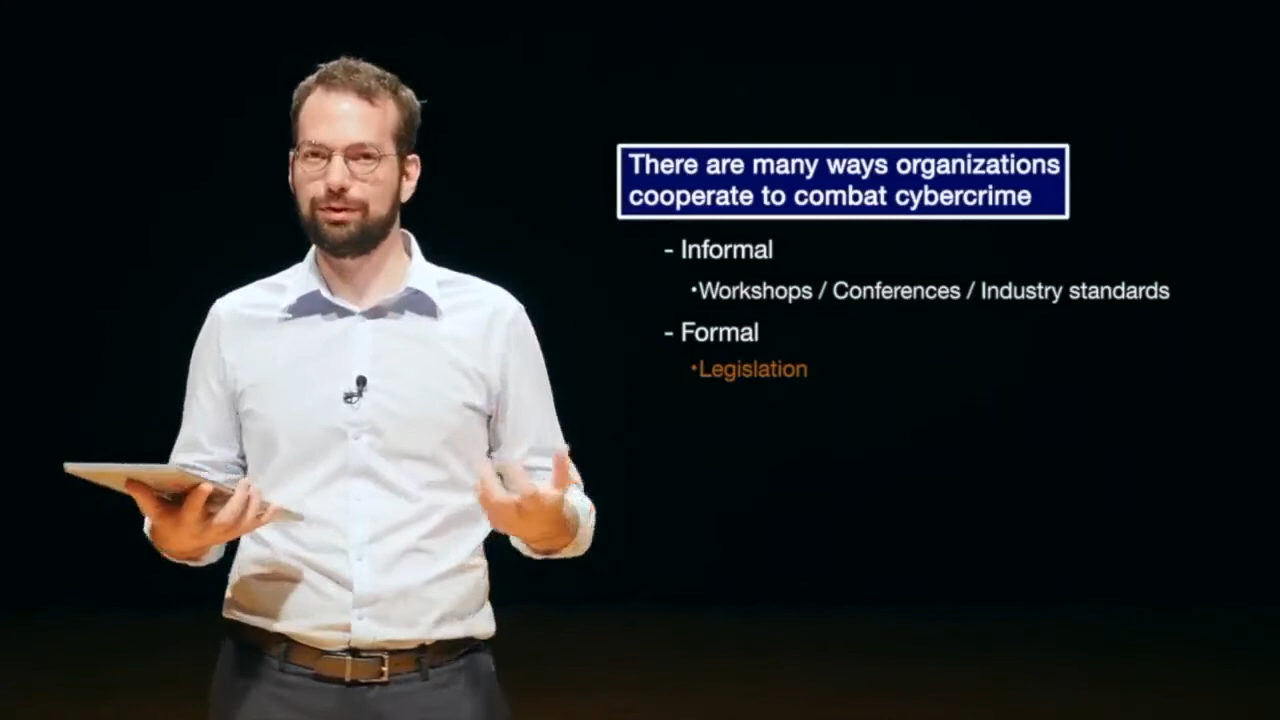 There are many ways organizations
cooperate to combat cybercrime
- Informal
•Workshops / Conferences / Industry standards
- Formal
•Legislation